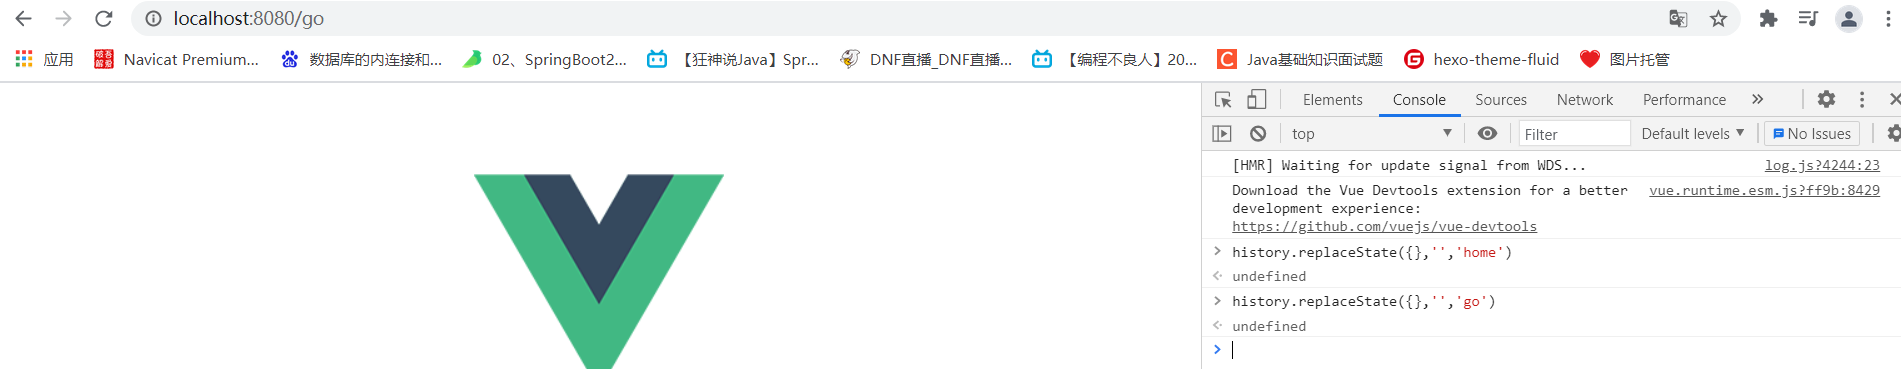 localhost:8080/go
应用 Navicat Premium... 数据库的内连接和... 02、SpringBoot2... 【狂神说Java】Spr... DNF直播_DNF直播... 【编程不良人】20... Java基础知识面试题 hexo-theme-fluid 图片托管
Elements Console Sources Network Performance »
top Filter Default levels No Issues
[HMR] Waiting for update signal from WDS... log.js?4244:23
Download the Vue Devtools extension for a better vue.runtime.esm.js?ff9b:8429
development experience:
https://github.com/vuejs/vue-devtools
> history.replaceState({},'','home')
undefined
> history.replaceState({},'','go')
undefined
>